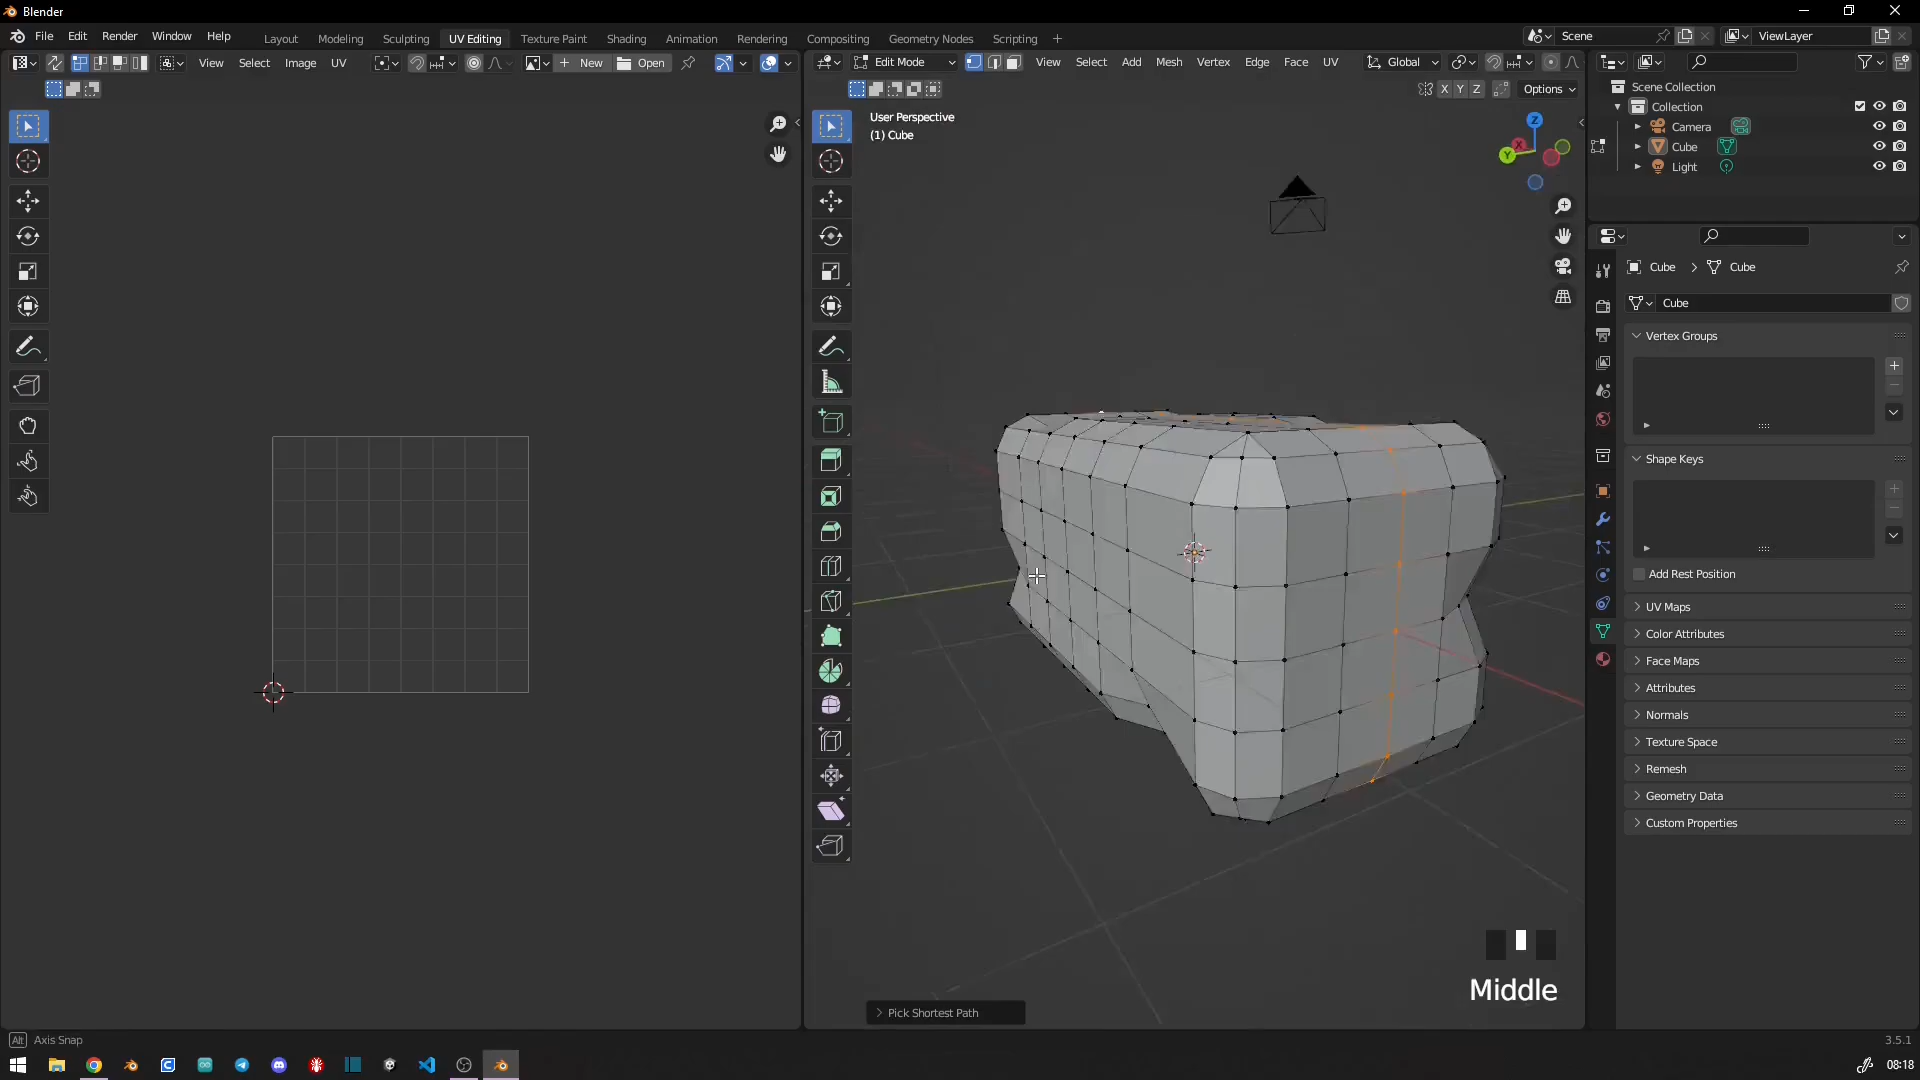 Blender
File Edit Render Window Help
Layout Modeling Sculpting UV Editing Texture Paint Shading Animation Rendering Compositing Geometry Nodes Scripting +
Scene
ViewLayer
View Select Image UV
New
Open
Edit Mode
View Select Add Mesh Vertex Edge Face UV
Global
X Y Z
Options
User Perspective
(1) Cube
Z
X
Y
Scene Collection
Collection
Camera
Cube
Light
Cube > Cube
Cube
Vertex Groups
Shape Keys
Add Rest Position
UV Maps
Color Attributes
Face Maps
Attributes
Normals
Texture Space
Remesh
Geometry Data
Custom Properties
Middle
Pick Shortest Path
Alt Axis Snap
3.5.1
08:18